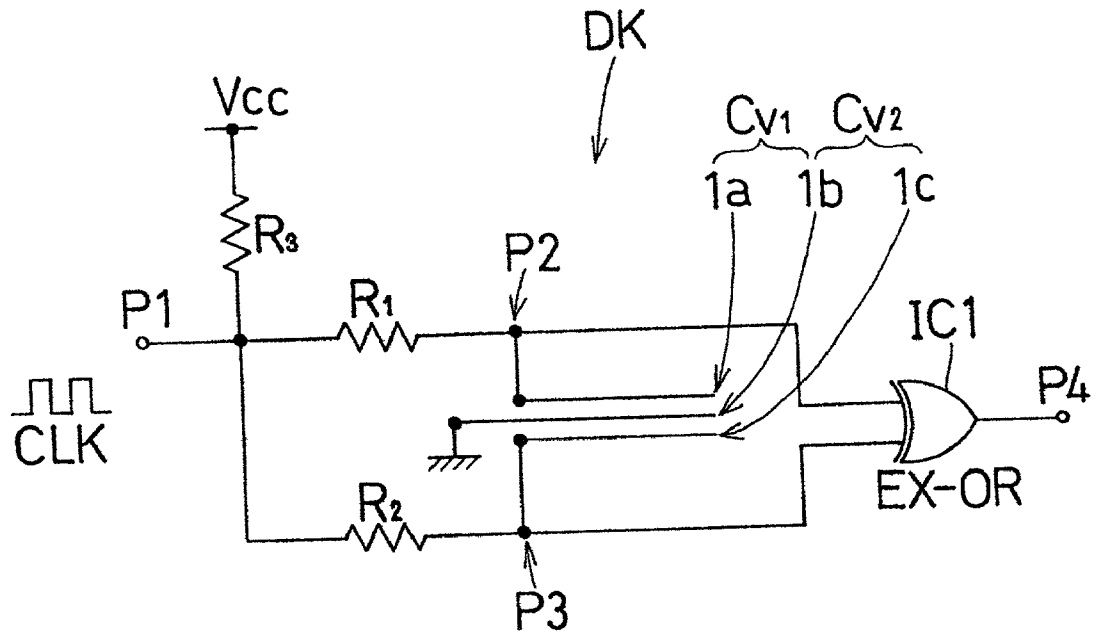 DK
Vcc
Cv1 Cv2
1a 1b 1c
R3
P2
P1
R1
IC1
P4
CLK
EX-OR
R2
P3